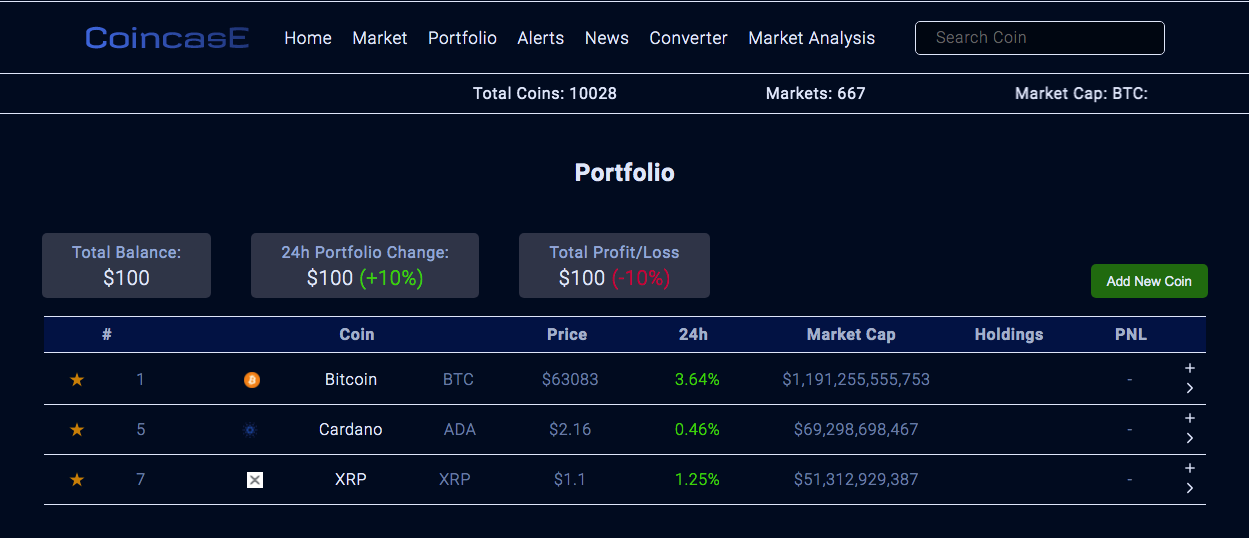 CoincasE Home Market Portfolio Alerts News Converter Market Analysis Search Coin
Total Coins: 10028 Markets: 667 Market Cap: BTC:
Portfolio
Total Balance: 24h Portfolio Change: Total Profit/Loss
$100 $100 (+10%) $100 (-10%)
Add New Coin
# Coin Price 24h Market Cap Holdings PNL
1 Bitcoin BTC $63083 3.64% $1,191,255,555,753 - +
5 Cardano ADA $2.16 0.46% $69,298,698,467 - +
7 XRP XRP $1.1 1.25% $51,312,929,387 - +